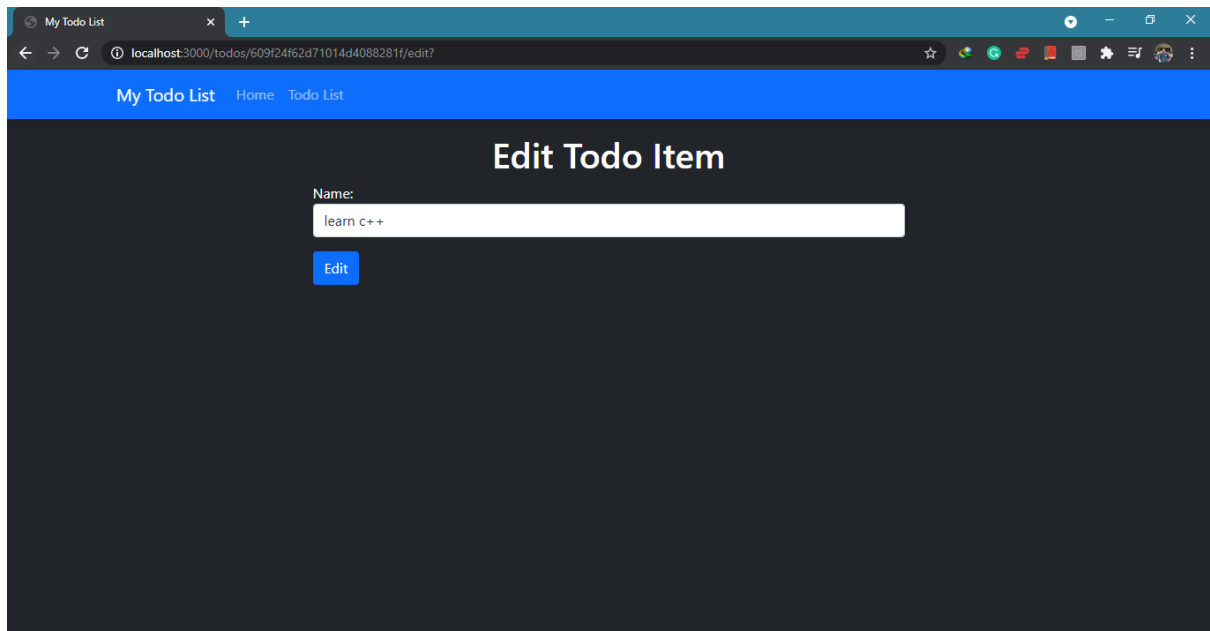 My Todo List
localhost:3000/todos/609f24f62d71014d4088281f/edit?
My Todo List Home Todo List
Edit Todo Item
Name:
learn c++
Edit